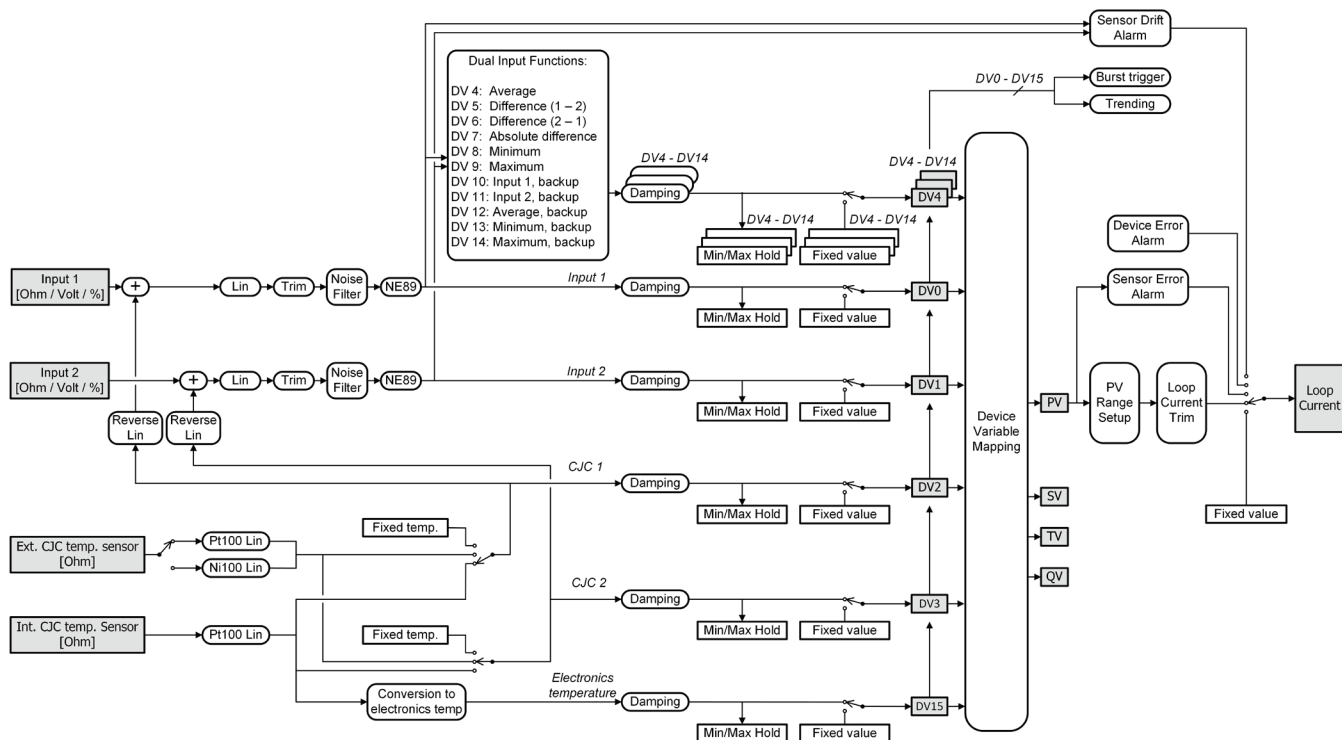 Sensor Drift
Alarm
Dual Input Functions:
DV 4: Average
DV 5: Difference (1 – 2)
DV 6: Difference (2 – 1)
DV 7: Absolute difference
DV 8: Minimum
DV 9: Maximum
DV 10: Input 1, backup
DV 11: Input 2, backup
DV 12: Average, backup
DV 13: Minimum, backup
DV 14: Maximum, backup
DV0 - DV15
Burst trigger
Trending
DV4 - DV14
Damping
DV4 - DV14
Min/Max Hold
DV4 - DV14
Fixed value
DV4 - DV14
DV4
Input 1
[Ohm / Volt / %]
+
Lin
Trim
Noise
Filter
NE89
Input 1
Damping
Min/Max Hold
Fixed value
DV0
Input 2
[Ohm / Volt / %]
+
Lin
Trim
Noise
Filter
NE89
Input 2
Damping
Min/Max Hold
Fixed value
DV1
Reverse
Lin
Reverse
Lin
CJC 1
Damping
Min/Max Hold
Fixed value
DV2
Ext. CJC temp. sensor
[Ohm]
Pt100 Lin
Ni100 Lin
Fixed temp.
CJC 2
Damping
Min/Max Hold
Fixed value
DV3
Int. CJC temp. Sensor
[Ohm]
Pt100 Lin
Fixed temp.
Conversion to
electronics temp
Electronics
temperature
Damping
Min/Max Hold
Fixed value
DV15
Device
Variable
Mapping
PV
SV
TV
QV
Device Error
Alarm
Sensor Error
Alarm
PV
Range
Setup
Loop
Current
Trim
Fixed value
Loop
Current